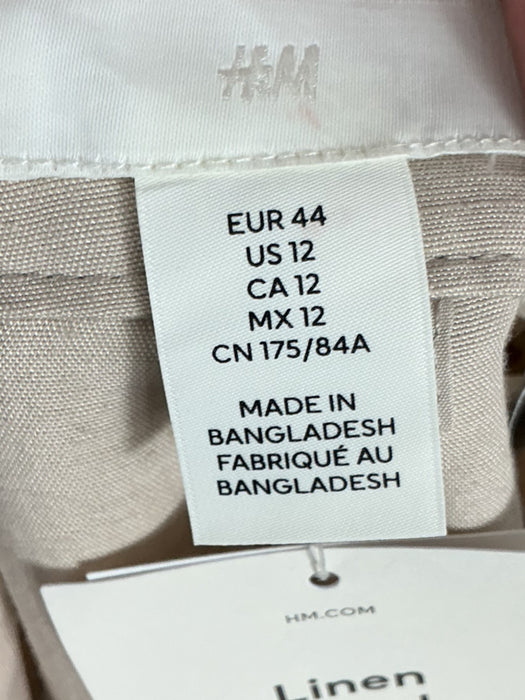 H&M
EUR 44
US 12
CA 12
MX 12
CN 175/84A
MADE IN
BANGLADESH
FABRIQUÉ AU
BANGLADESH
HM.COM
Linen